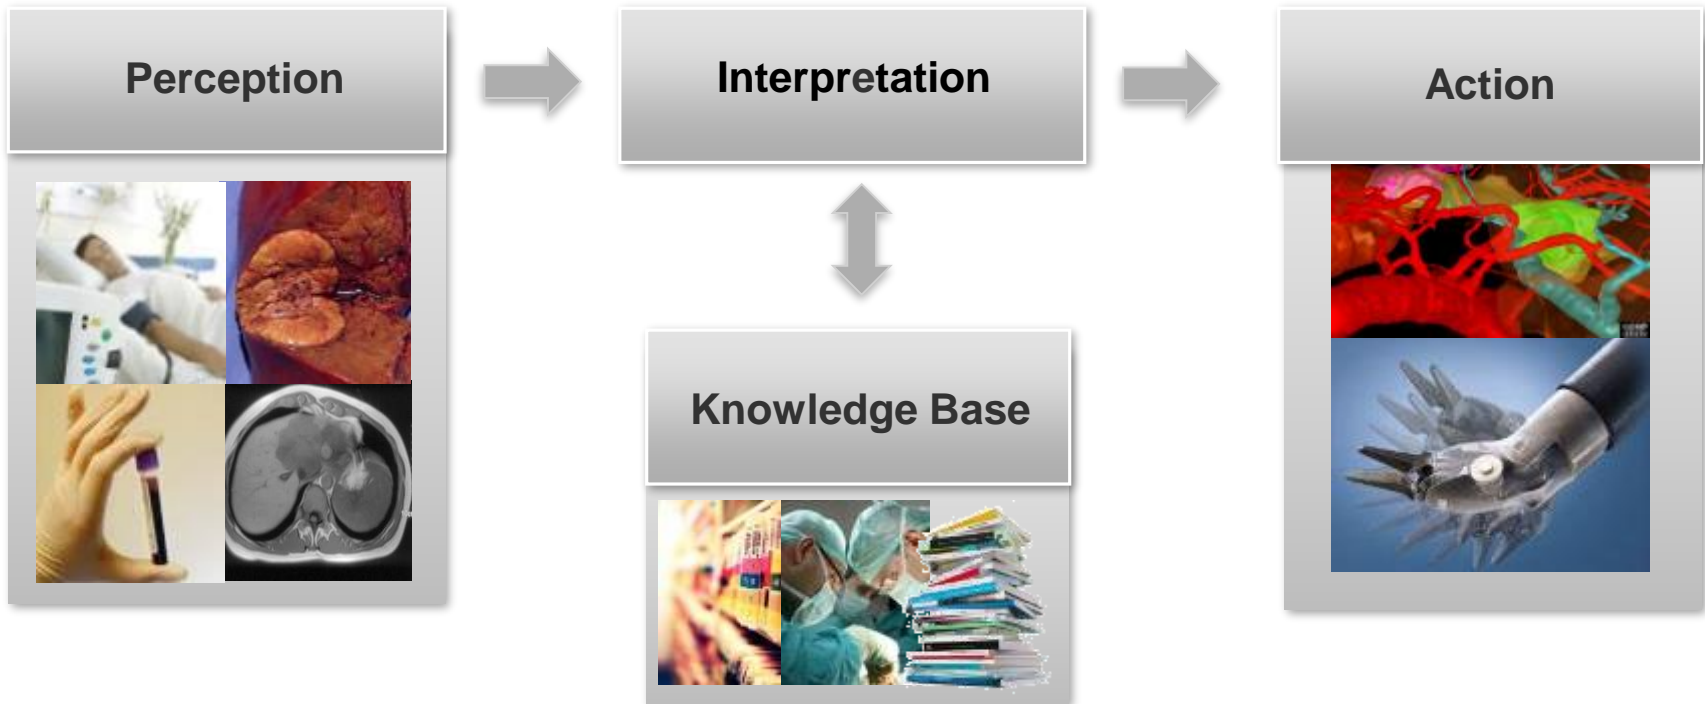 Perception
Interpretation
Action
Knowledge Base